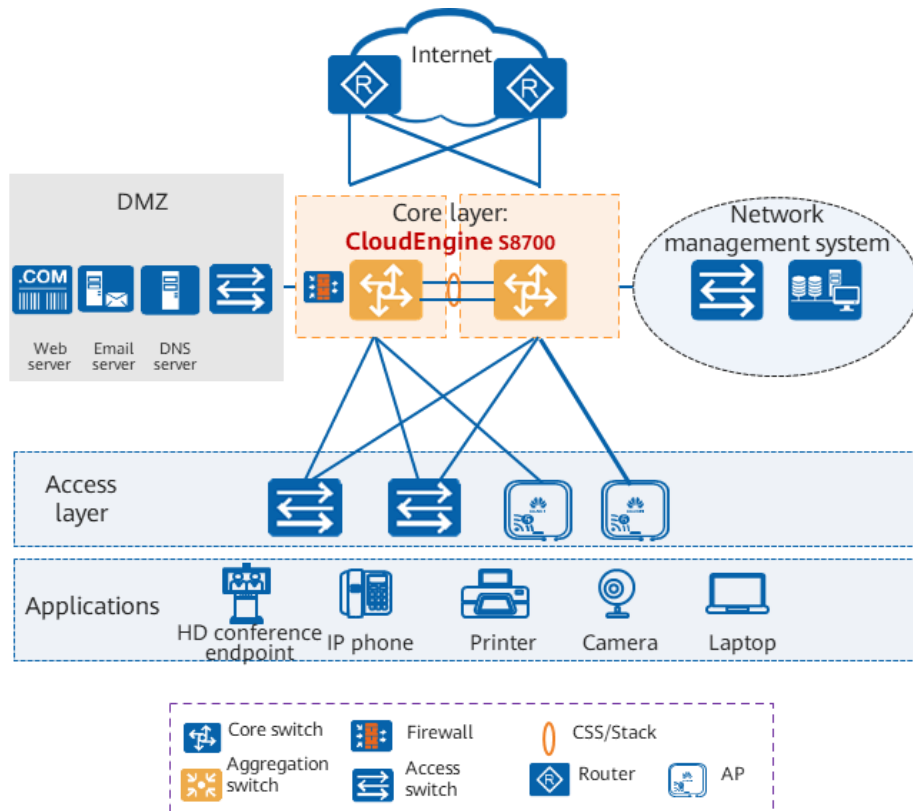 Internet
R
R
DMZ
.COM
Web
server
Email
server
DNS
server
Core layer:
CloudEngine S8700
Network
management system
Access
layer
Applications
HD conference
endpoint
IP phone
Printer
Camera
Laptop
Core switch
Firewall
CSS/Stack
Aggregation
switch
Access
switch
R
Router
AP